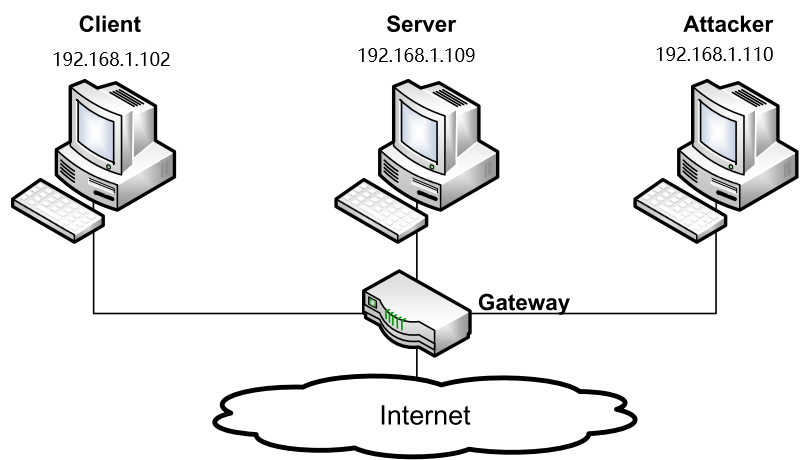 Client
192.168.1.102
Server
192.168.1.109
Attacker
192.168.1.110
Gateway
Internet